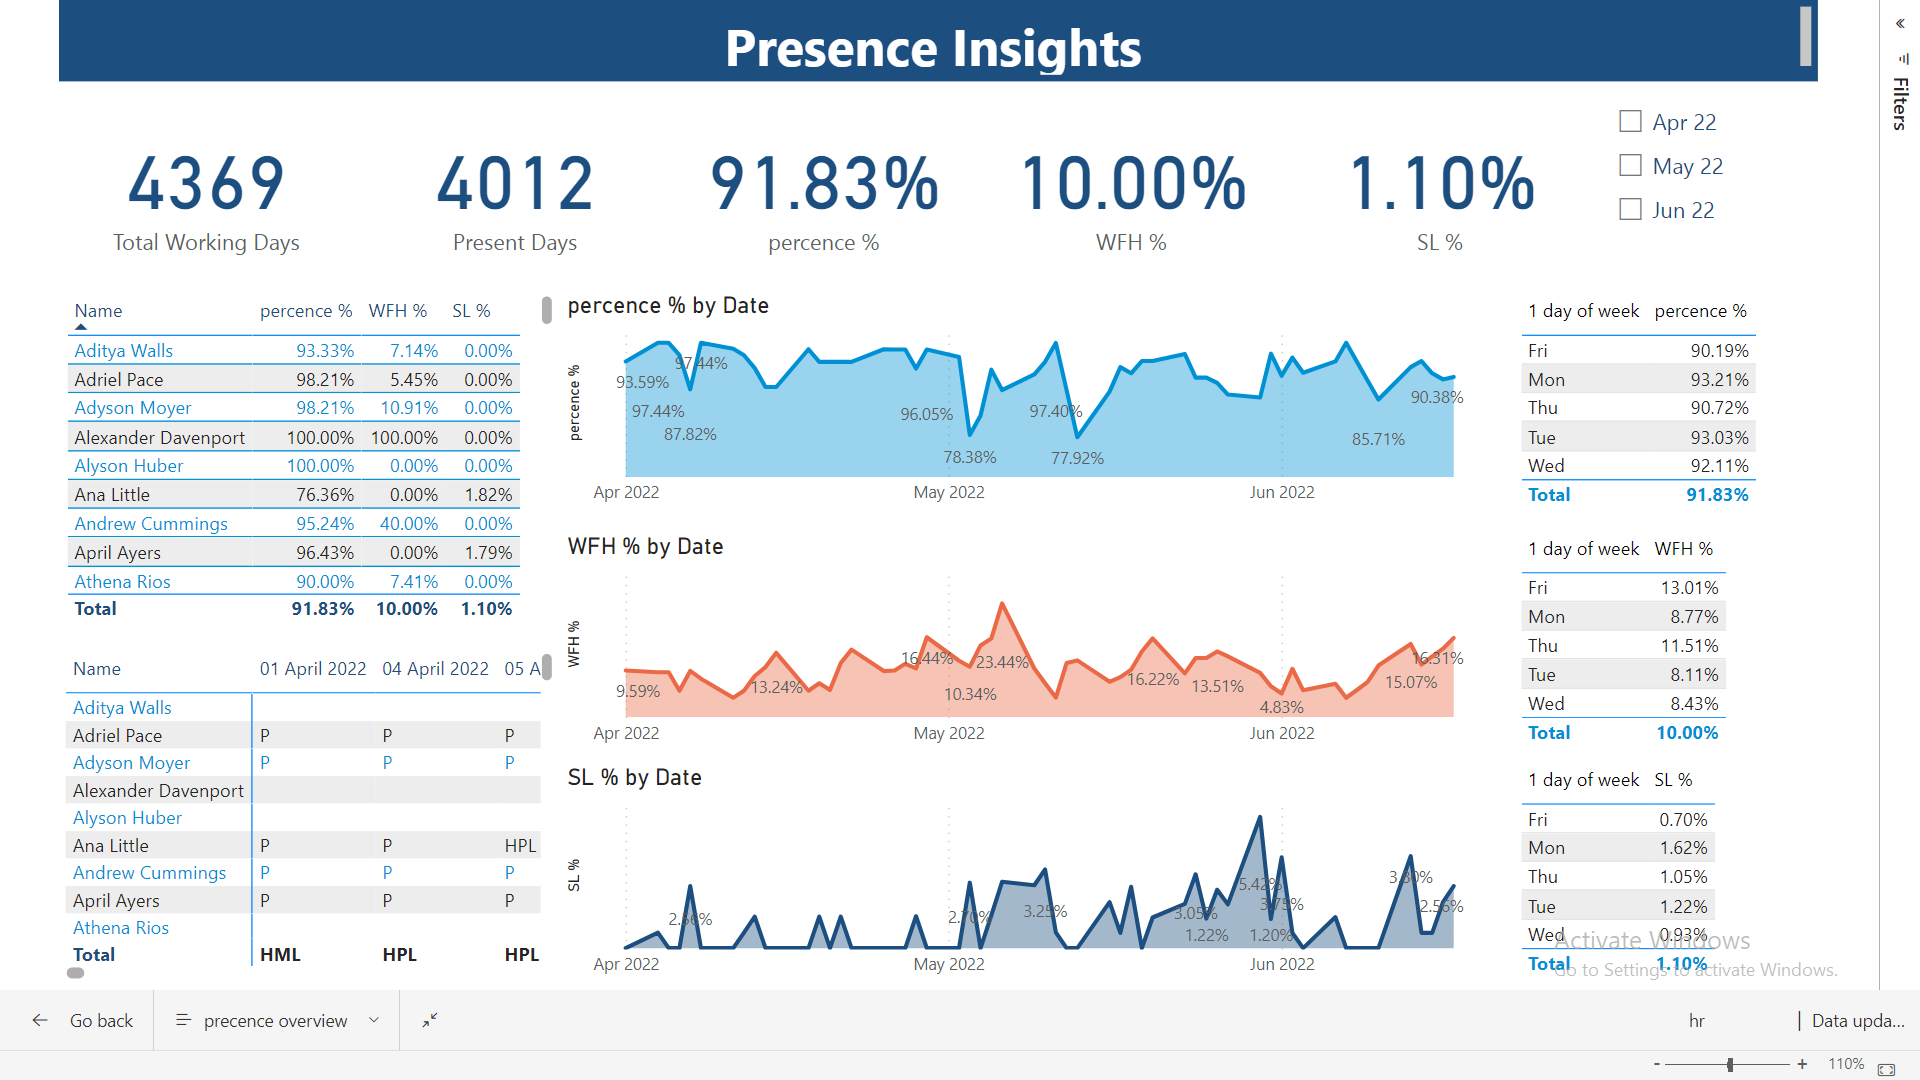 Presence Insights
Filters
Apr 22
May 22
Jun 22
4369
Total Working Days
4012
Present Days
91.83%
percence %
10.00%
WFH %
1.10%
SL %
Name percence % WFH % SL %
Aditya Walls 93.33% 7.14% 0.00%
Adriel Pace 98.21% 5.45% 0.00%
Adyson Moyer 98.21% 10.91% 0.00%
Alexander Davenport 100.00% 100.00% 0.00%
Alyson Huber 100.00% 0.00% 0.00%
Ana Little 76.36% 0.00% 1.82%
Andrew Cummings 95.24% 40.00% 0.00%
April Ayers 96.43% 0.00% 1.79%
Athena Rios 90.00% 7.41% 0.00%
Total 91.83% 10.00% 1.10%
Name 01 April 2022 04 April 2022 05 A
Aditya Walls
Adriel Pace P P P
Adyson Moyer P P P
Alexander Davenport
Alyson Huber
Ana Little P P HPL
Andrew Cummings P P P
April Ayers P P P
Athena Rios
Total HML HPL HPL
percence % by Date
percence %
93.59%
97.44%
97.44%
87.82%
96.05%
78.38%
97.40%
77.92%
85.71%
90.38%
Apr 2022 May 2022 Jun 2022
WFH % by Date
WFH %
9.59%
13.24%
16.44%
10.34%
23.44%
16.22%
13.51%
4.83%
15.07%
16.31%
Apr 2022 May 2022 Jun 2022
SL % by Date
SL %
2.56%
2.70%
3.25%
3.05%
1.22%
5.42%
1.20%
3.75%
3.80%
2.56%
Apr 2022 May 2022 Jun 2022
1 day of week percence %
Fri 90.19%
Mon 93.21%
Thu 90.72%
Tue 93.03%
Wed 92.11%
Total 91.83%
1 day of week WFH %
Fri 13.01%
Mon 8.77%
Thu 11.51%
Tue 8.11%
Wed 8.43%
Total 10.00%
1 day of week SL %
Fri 0.70%
Mon 1.62%
Thu 1.05%
Tue 1.22%
Wed 0.93%
Total 1.10%
Activate Windows
Go to Settings to activate Windows.
Go back precence overview hr Data upda...
- + 110%